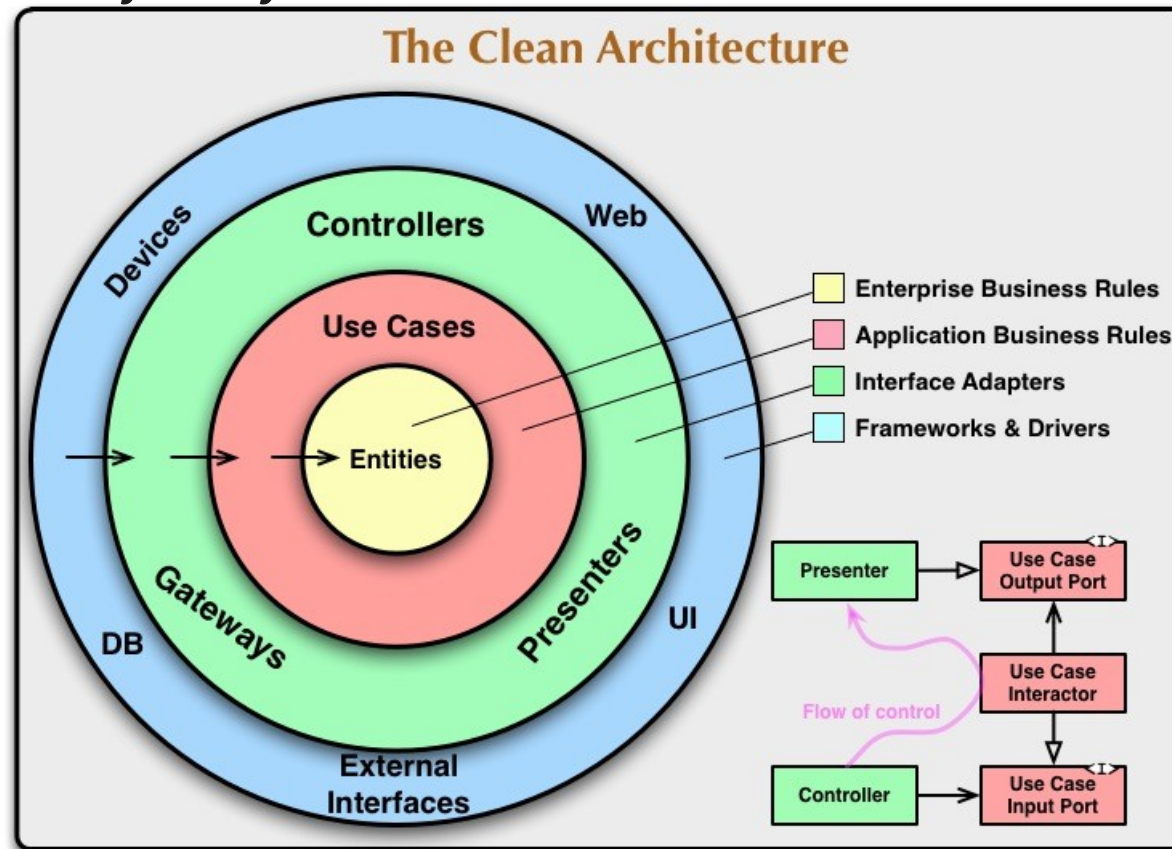 The Clean Architecture
Devices
Web
Controllers
Use Cases
Entities
Gateways
Presenters
DB
UI
External
Interfaces
Enterprise Business Rules
Application Business Rules
Interface Adapters
Frameworks & Drivers
Presenter
<I>
Use Case
Output Port
Use Case
Interactor
Flow of control
Controller
<I>
Use Case
Input Port